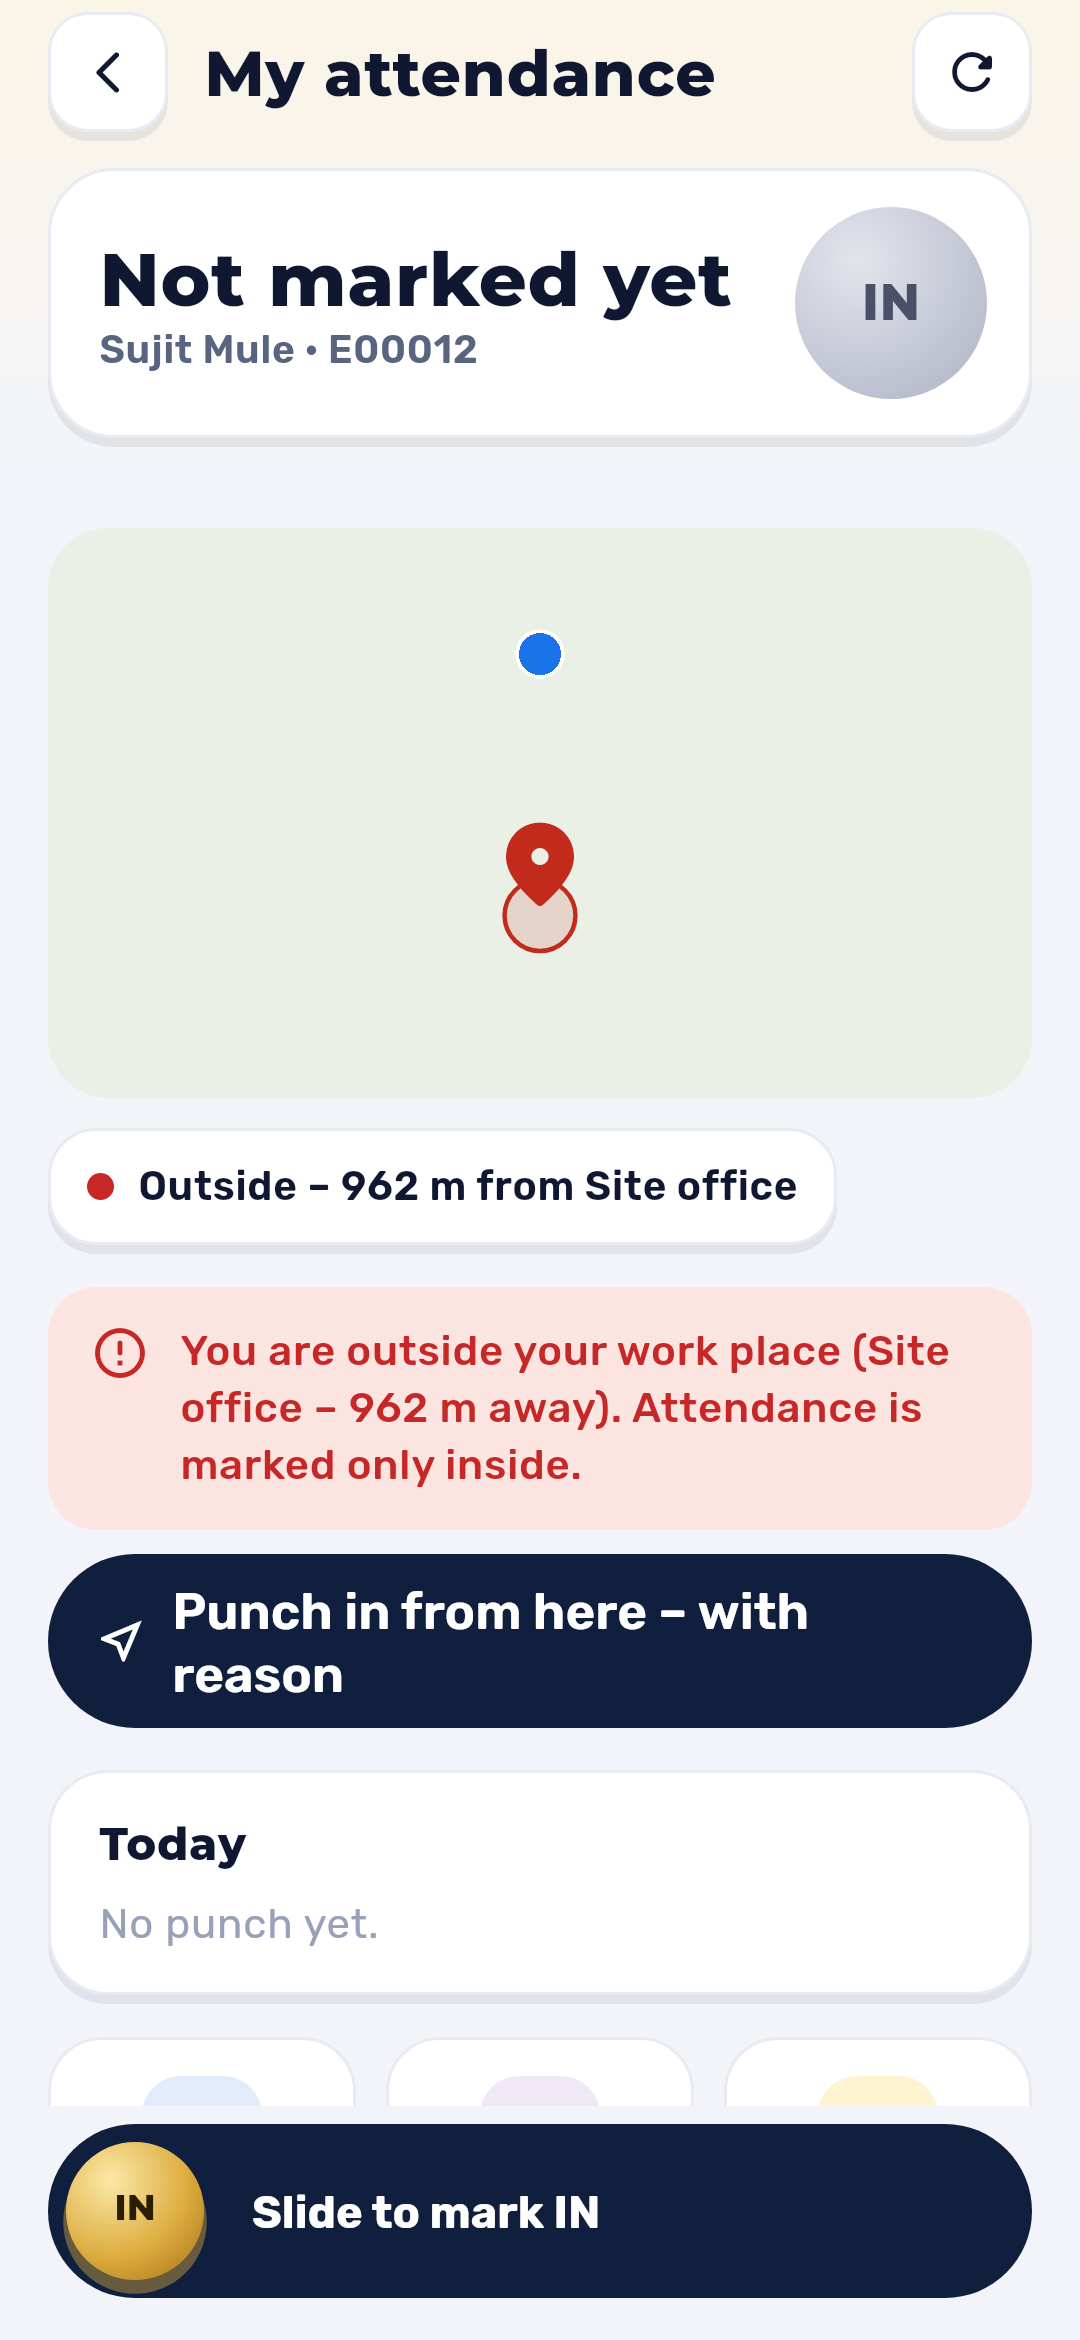 My attendance
Not marked yet
Sujit Mule • E00012
IN
Outside – 962 m from Site office
You are outside your work place (Site
office – 962 m away). Attendance is
marked only inside.
Punch in from here – with
reason
Today
No punch yet.
IN
Slide to mark IN